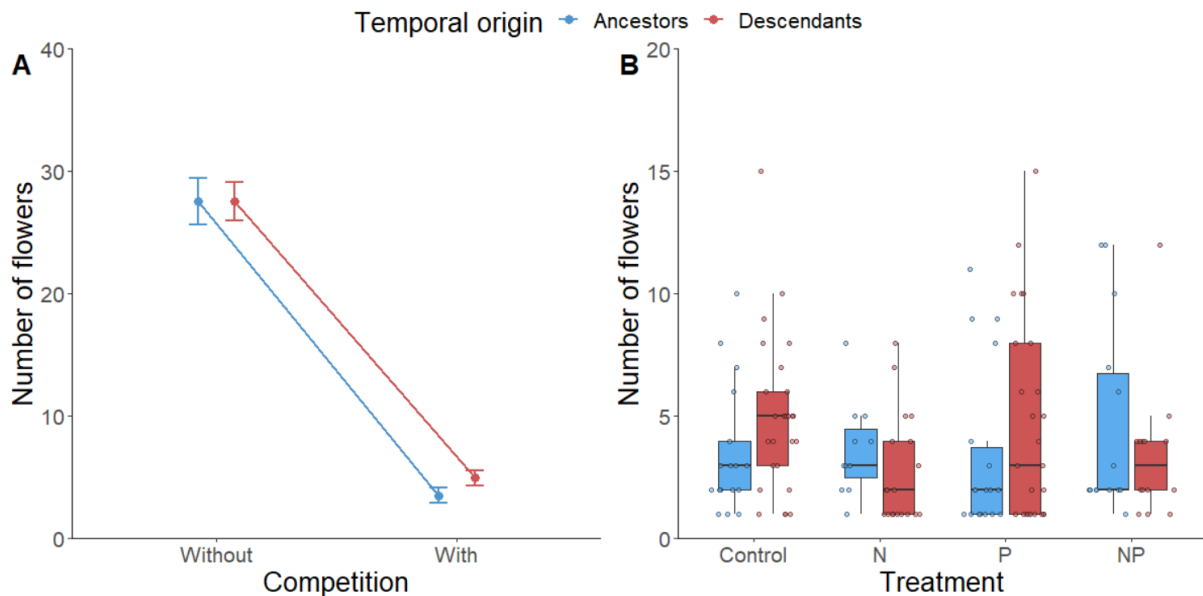 Temporal origin Ancestors Descendants
A
40
30
20
10
0
Number of flowers
Without With
Competition
B
20
15
10
5
0
Number of flowers
Control N P NP
Treatment